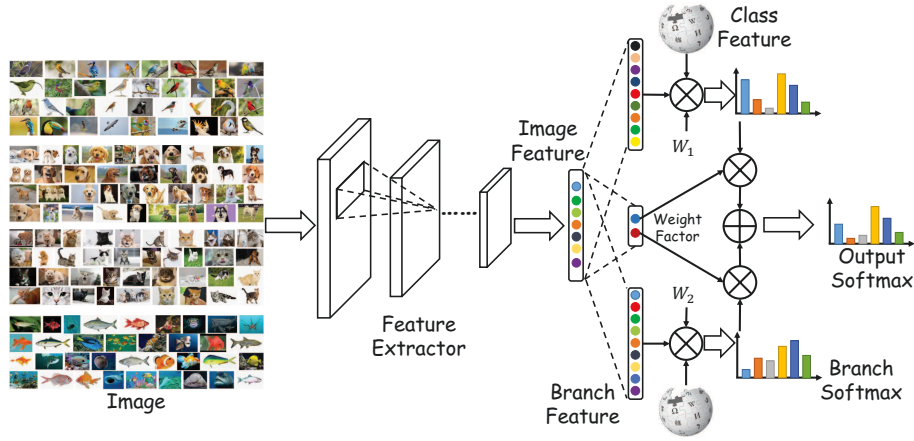 Class
Feature
Image
Feature
W1
Weight
Factor
Output
Softmax
W2
Feature
Extractor
Branch
Feature
Branch
Softmax
Image